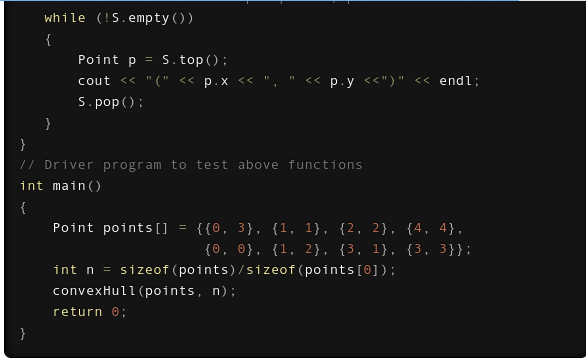 while (!S.empty())
{
Point p = S.top();
cout << "(" << p.x << ", " << p.y <<")" << endl;
S.pop();
}
}
// Driver program to test above functions
int main()
{
Point points[] = {{0, 3}, {1, 1}, {2, 2}, {4, 4},
{0, 0}, {1, 2}, {3, 1}, {3, 3}};
int n = sizeof(points)/sizeof(points[0]);
convexHull(points, n);
return 0;
}